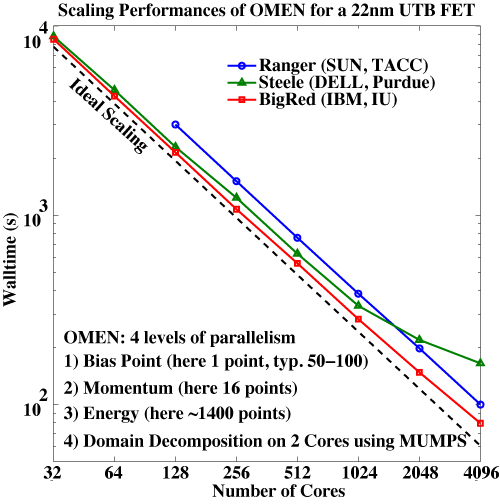 Scaling Performances of OMEN for a 22nm UTB FET
10^4
Ranger (SUN, TACC)
Steele (DELL, Purdue)
BigRed (IBM, IU)
Ideal Scaling
10^3
Walltime (s)
OMEN: 4 levels of parallelism
1) Bias Point (here 1 point, typ. 50−100)
2) Momentum (here 16 points)
3) Energy (here ~1400 points)
10^2
4) Domain Decomposition on 2 Cores using MUMPS
32 64 128 256 512 1024 2048 4096
Number of Cores